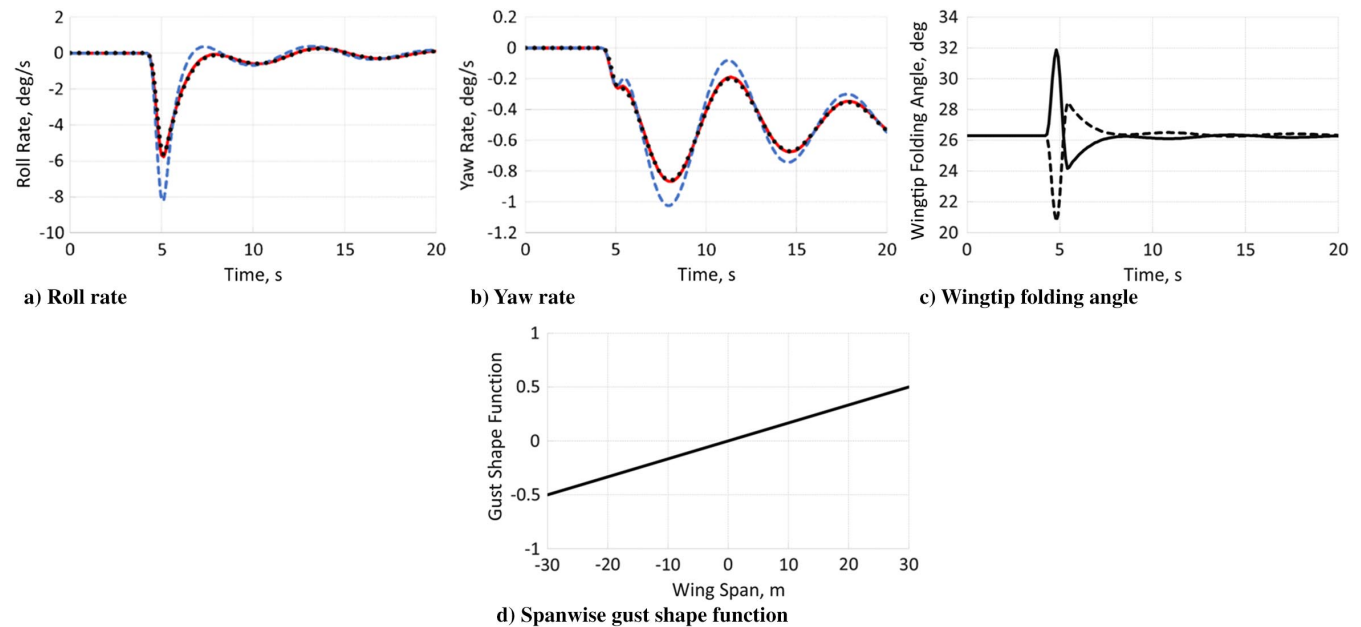 2
0
-2
-4
-6
-8
-10
Roll Rate, deg/s
0 5 10 15 20
Time, s
a) Roll rate
0.2
0
-0.2
-0.4
-0.6
-0.8
-1
-1.2
Yaw Rate, deg/s
0 5 10 15 20
Time, s
b) Yaw rate
34
32
30
28
26
24
22
20
Wingtip Folding Angle, deg
0 5 10 15 20
Time, s
c) Wingtip folding angle
1
0.5
0
-0.5
-1
Gust Shape Function
-30 -20 -10 0 10 20 30
Wing Span, m
d) Spanwise gust shape function